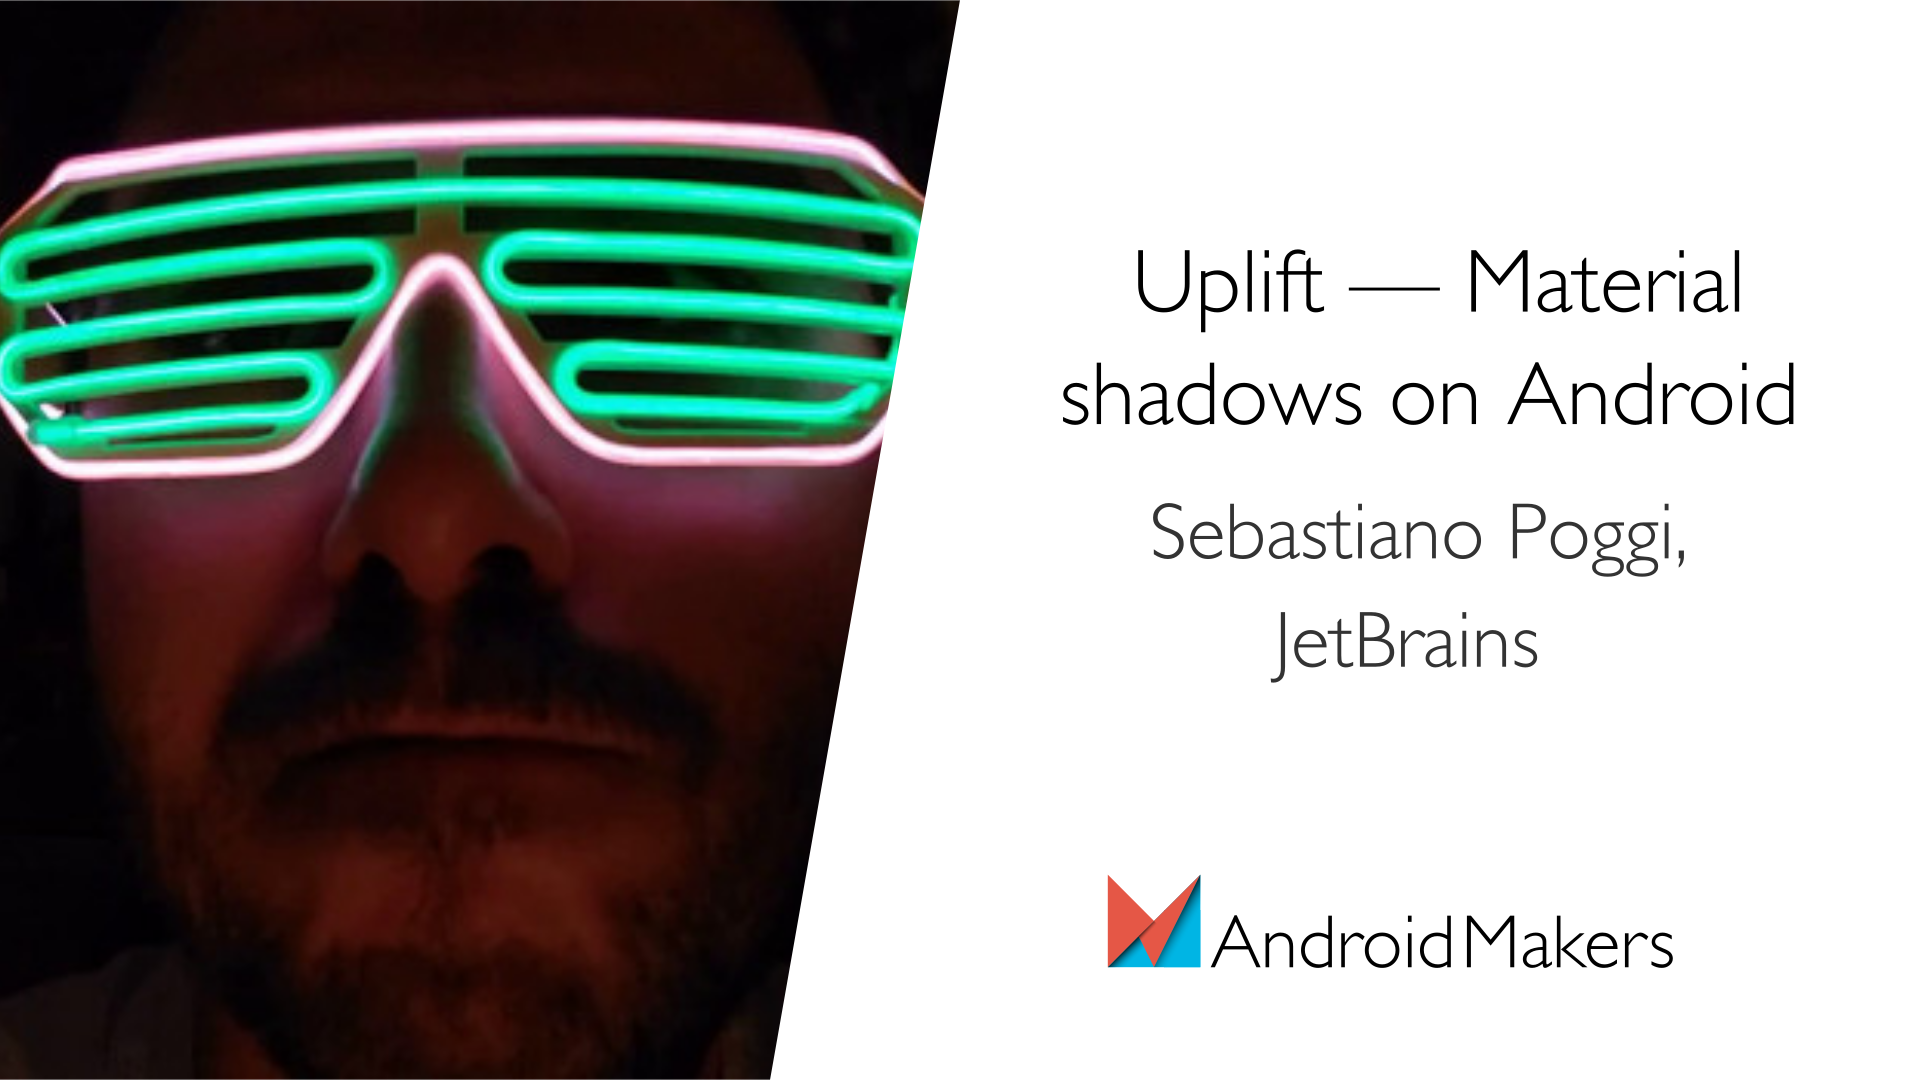 Uplift — Material
shadows on Android
Sebastiano Poggi,
JetBrains
AndroidMakers